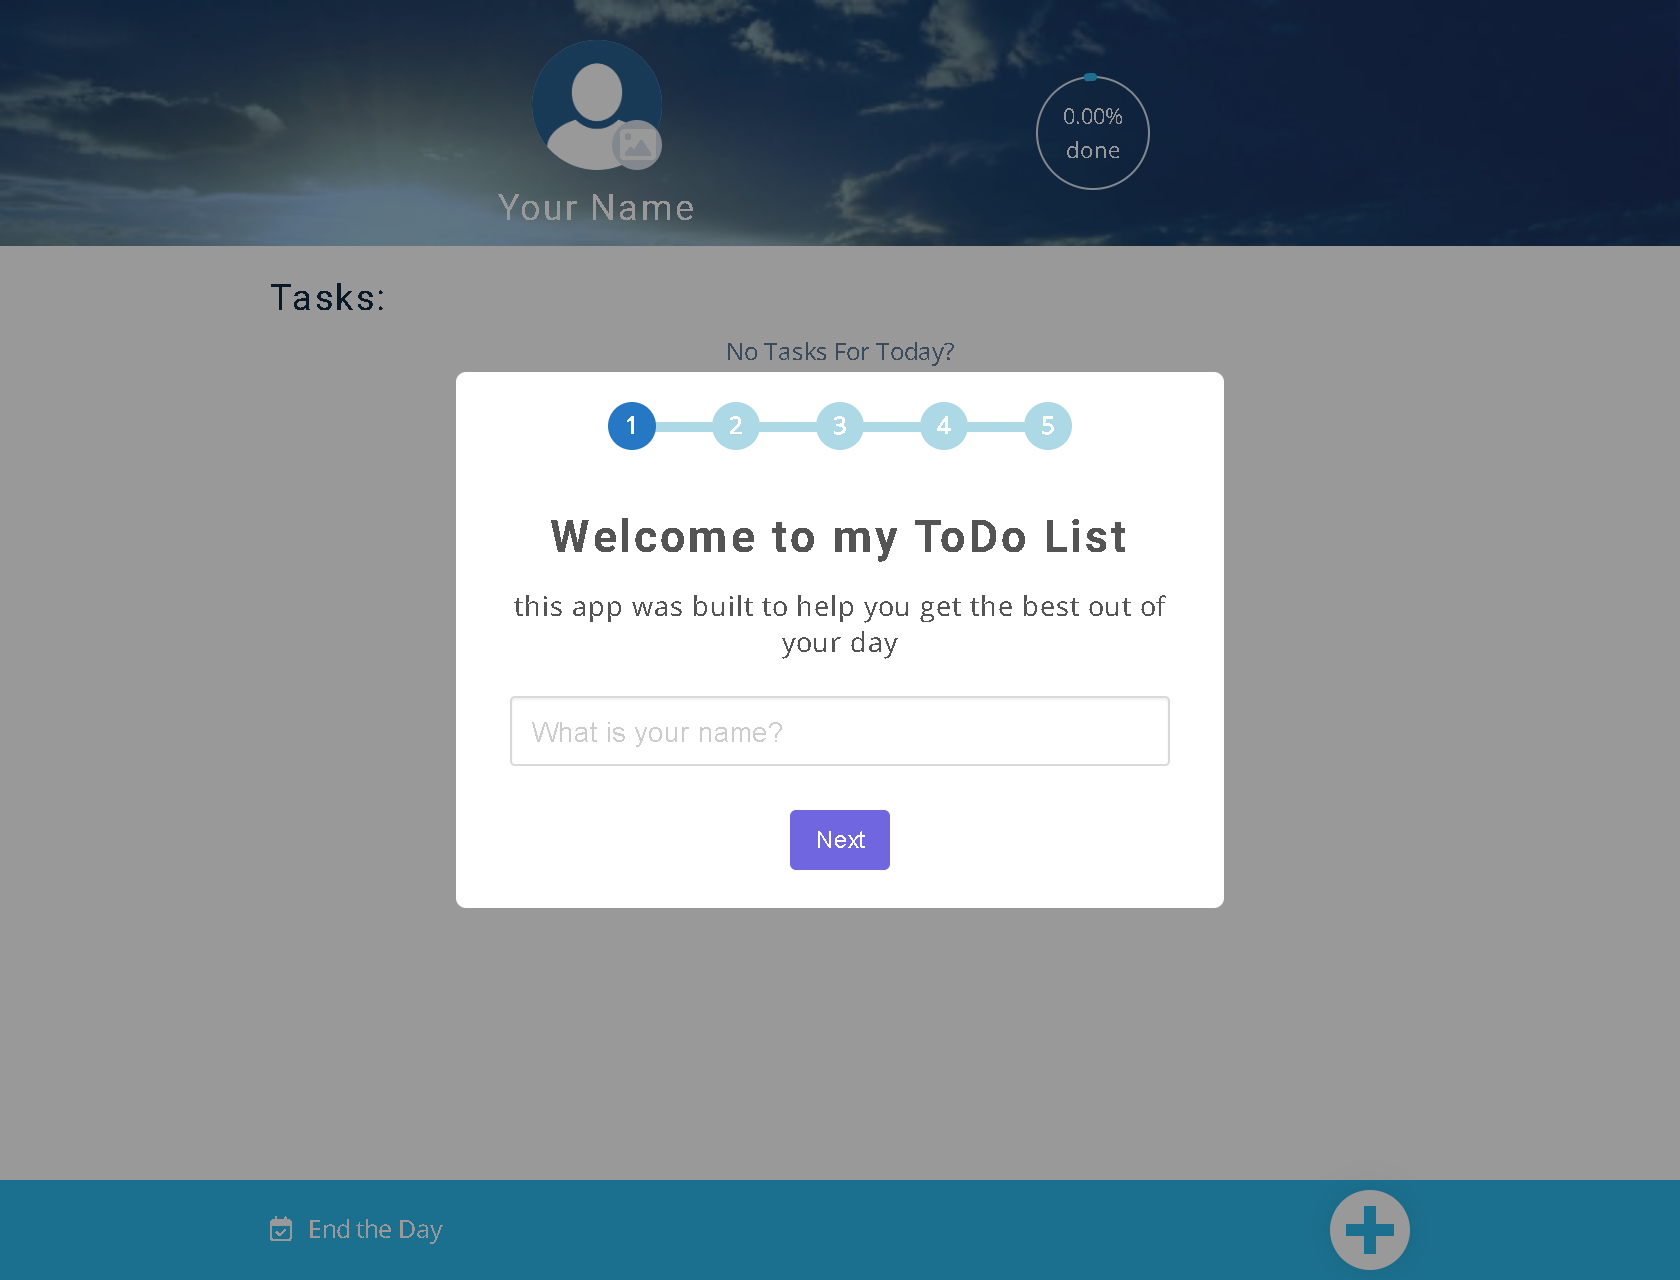 Your Name
0.00%
done
Tasks:
No Tasks For Today?
1 2 3 4 5
Welcome to my ToDo List
this app was built to help you get the best out of
your day
What is your name?
Next
End the Day